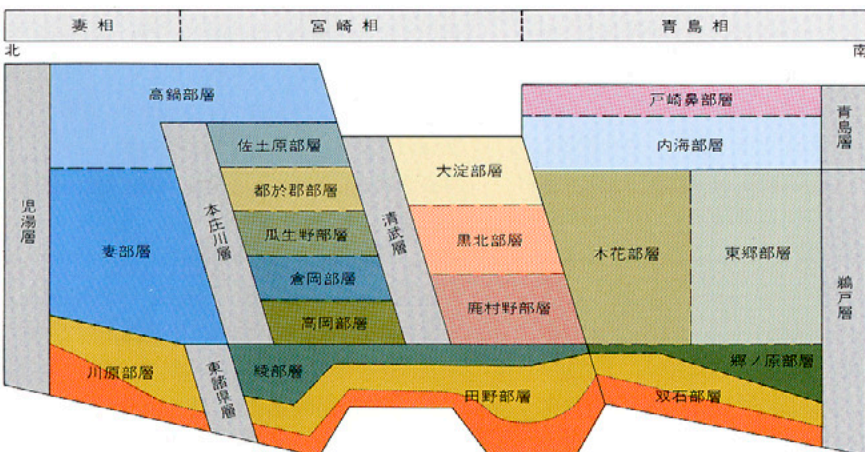 妻相
宮崎相
青島相
北
南
高鍋部層
戸崎鼻部層
佐土原部層
内海部層
青島層
大淀部層
都於郡部層
児湯層
本庄川層
清武層
妻部層
瓜生野部層
黒北部層
木花部層
東郷部層
倉岡部層
鵜戸層
鹿村野部層
高岡部層
川原部層
東諸県層
綾部層
郷ノ原部層
田野部層
双石部層